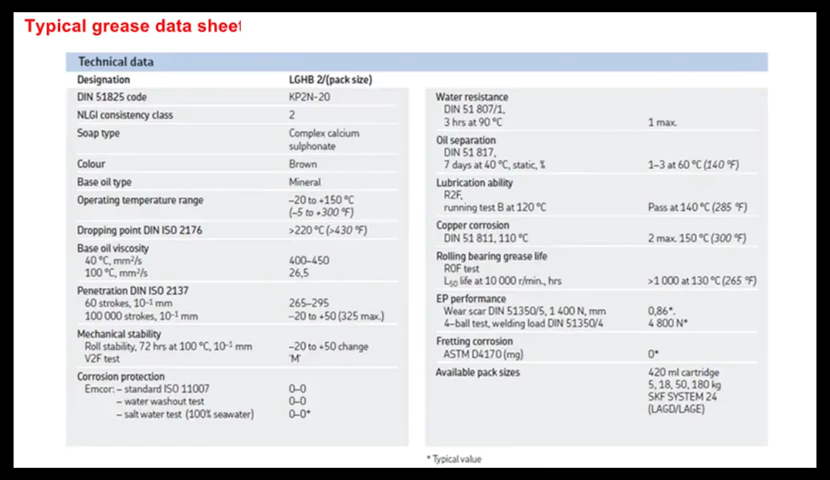 Typical grease data sheet
Technical data
Designation LGHB 2/(pack size)
DIN 51825 code KP2N-20
NLGI consistency class 2
Soap type Complex calcium
sulphonate
Colour Brown
Base oil type Mineral
Operating temperature range –20 to +150 °C
(–5 to +300 °F)
Dropping point DIN ISO 2176 >220 °C (>430 °F)
Base oil viscosity
40 °C, mm²/s 400–450
100 °C, mm²/s 26,5
Penetration DIN ISO 2137
60 strokes, 10⁻¹ mm 265–295
100 000 strokes, 10⁻¹ mm –20 to +50 (325 max.)
Mechanical stability
Roll stability, 72 hrs at 100 °C, 10⁻¹ mm –20 to +50 change
V2F test 'M'
Corrosion protection
Emcor: – standard ISO 11007 0–0
– water washout test 0–0
– salt water test (100% seawater) 0–0*
Water resistance
DIN 51 807/1,
3 hrs at 90 °C 1 max.
Oil separation
DIN 51 817,
7 days at 40 °C, static, % 1–3 at 60 °C (140 °F)
Lubrication ability
R2F,
running test B at 120 °C Pass at 140 °C (285 °F)
Copper corrosion
DIN 51 811, 110 °C 2 max. 150 °C (300 °F)
Rolling bearing grease life
R0F test
L₅₀ life at 10 000 r/min., hrs >1 000 at 130 °C (265 °F)
EP performance
Wear scar DIN 51350/5, 1 400 N, mm 0,86*.
4–ball test, welding load DIN 51350/4 4 800 N*
Fretting corrosion
ASTM D4170 (mg) 0*
Available pack sizes 420 ml cartridge
5, 18, 50, 180 kg
SKF SYSTEM 24
(LAGD/LAGE)
* Typical value